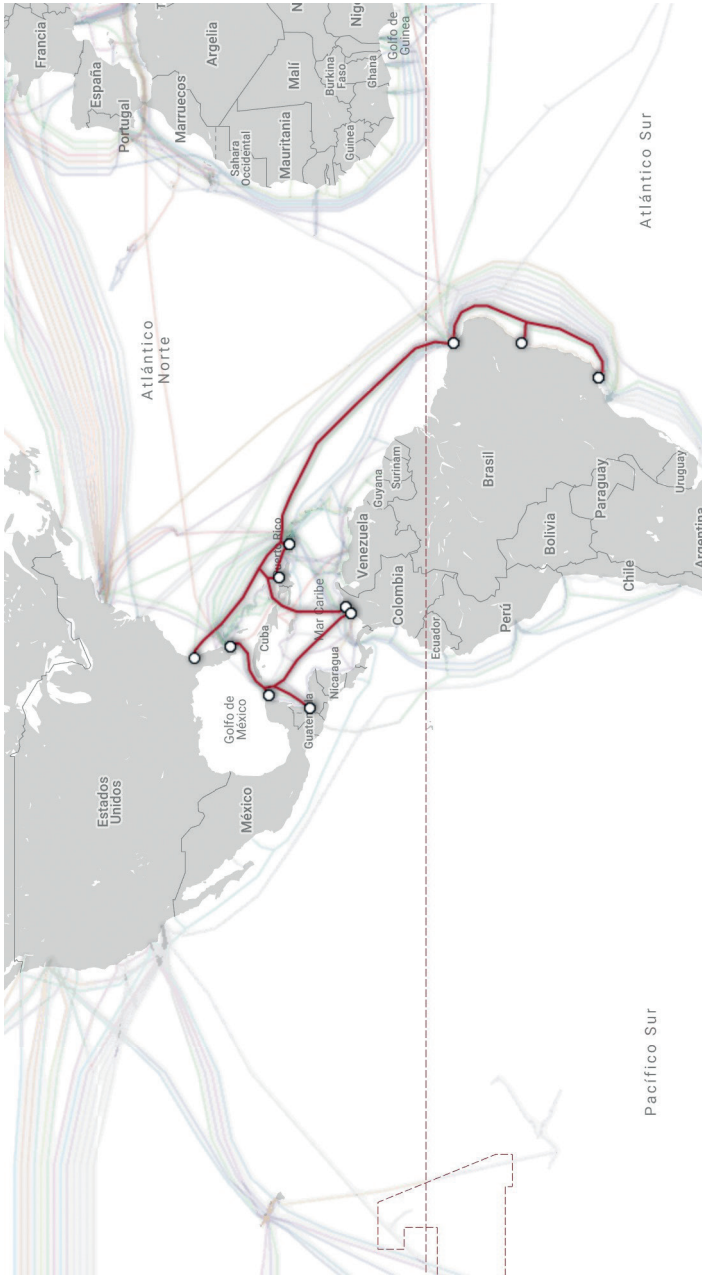 Francia
España
Portugal
Estados
Unidos
Atlántico
Norte
Marruecos
Argelia
Sahara
Occidental
México
Golfo de
México
Cuba
Puerto Rico
Mauritania
Malí
Guatemala
Mar Caribe
Nicaragua
Burkina
Faso
Guinea
Ghana
Nig
Venezuela
Guyana
Surinam
Golfo de
Guinea
Colombia
Ecuador
Brasil
Perú
Bolivia
Paraguay
Chile
Uruguay
Argentina
Pacífico Sur
Atlántico Sur